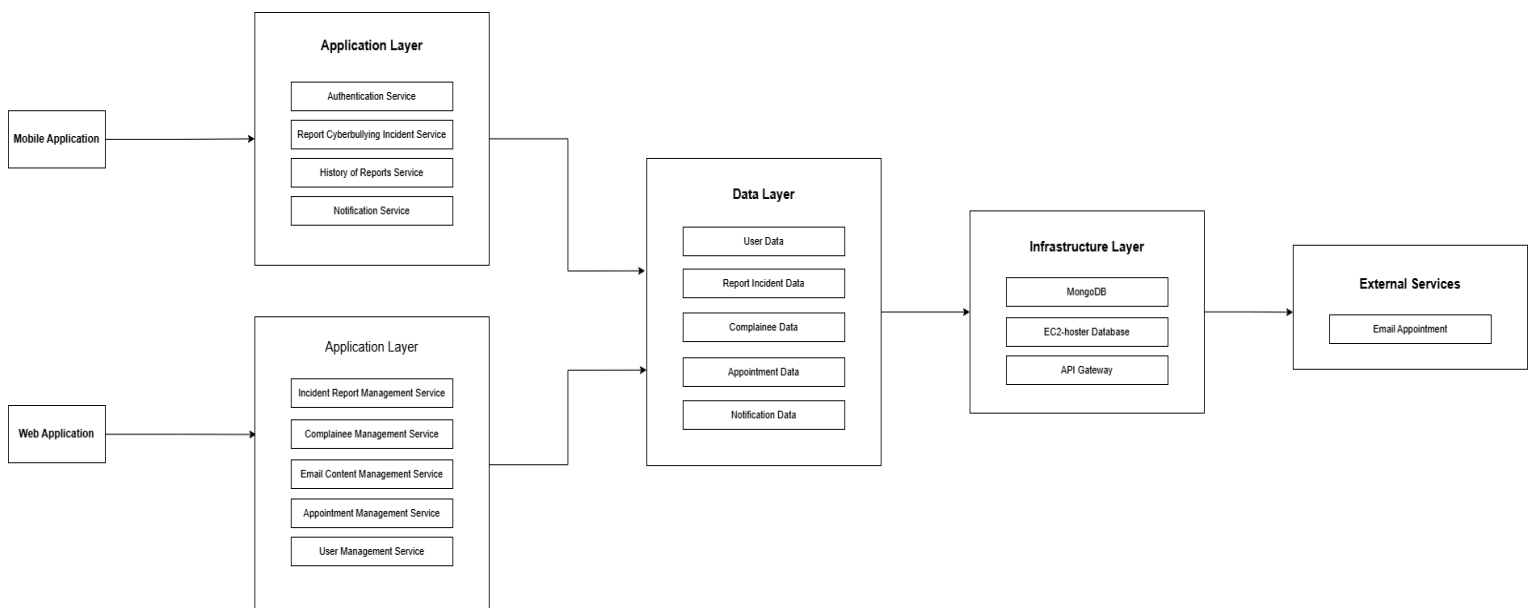 Mobile Application
Application Layer
Authentication Service
Report Cyberbullying Incident Service
History of Reports Service
Notification Service
Web Application
Application Layer
Incident Report Management Service
Complainee Management Service
Email Content Management Service
Appointment Management Service
User Management Service
Data Layer
User Data
Report Incident Data
Complainee Data
Appointment Data
Notification Data
Infrastructure Layer
MongoDB
EC2-hoster Database
API Gateway
External Services
Email Appointment